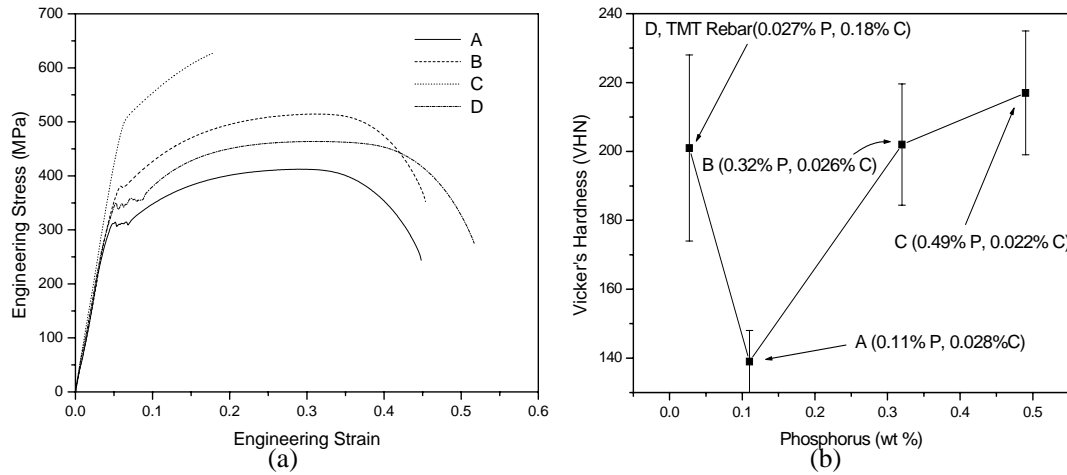 700
600
500
400
300
200
100
0
0.0 0.1 0.2 0.3 0.4 0.5 0.6
Engineering Stress (MPa)
Engineering Strain
A
B
C
D
(a)
240
220
200
180
160
140
0.0 0.1 0.2 0.3 0.4 0.5
Vicker's Hardness (VHN)
Phosphorus (wt %)
D, TMT Rebar(0.027% P, 0.18% C)
B (0.32% P, 0.026% C)
C (0.49% P, 0.022% C)
A (0.11% P, 0.028%C)
(b)